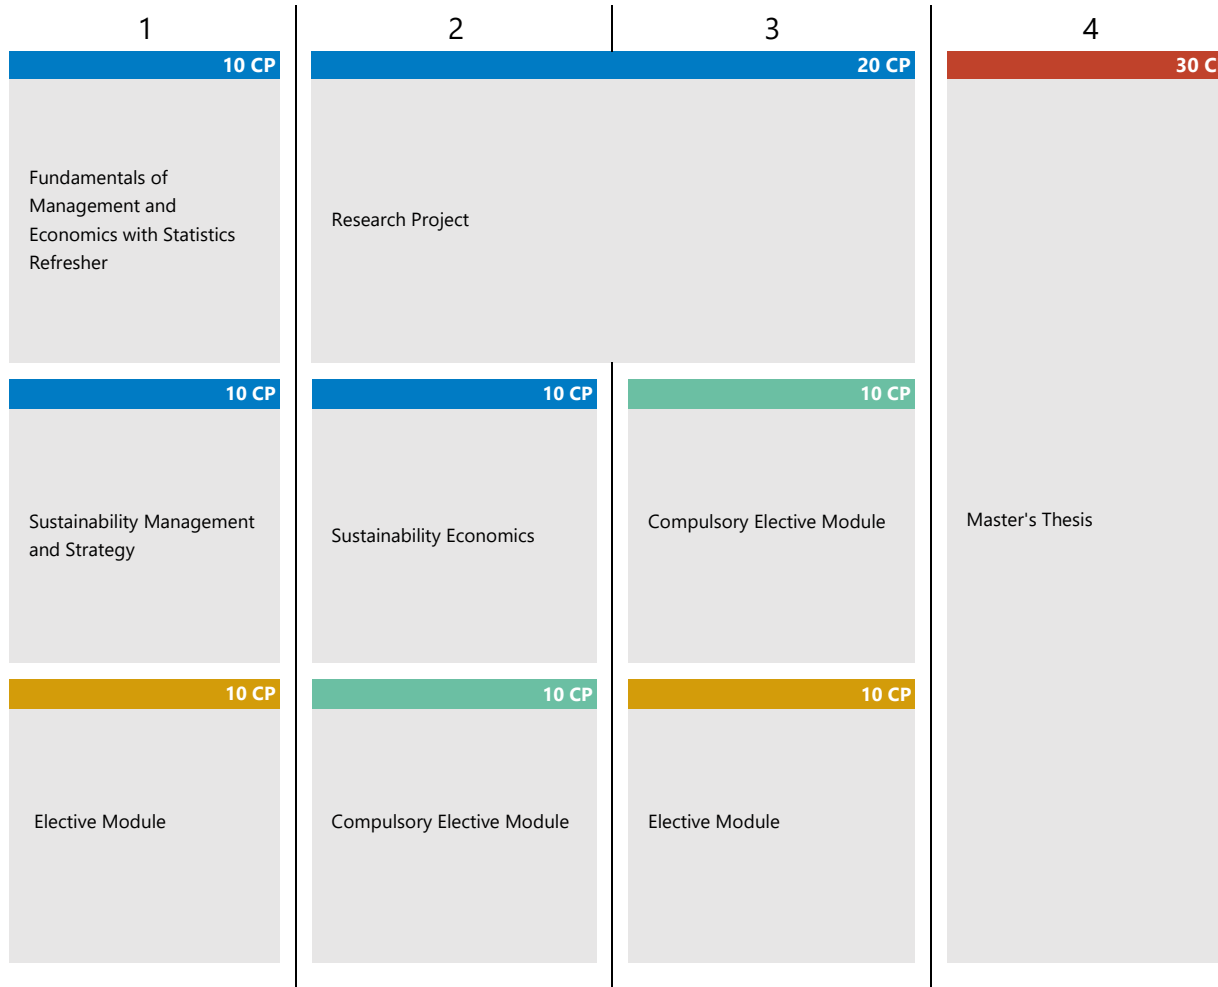 1
2
3
4
10 CP
20 CP
30 C
Fundamentals of
Management and
Economics with Statistics
Refresher
Research Project
10 CP
10 CP
10 CP
Sustainability Management
and Strategy
Sustainability Economics
Compulsory Elective Module
Master's Thesis
10 CP
10 CP
10 CP
Elective Module
Compulsory Elective Module
Elective Module